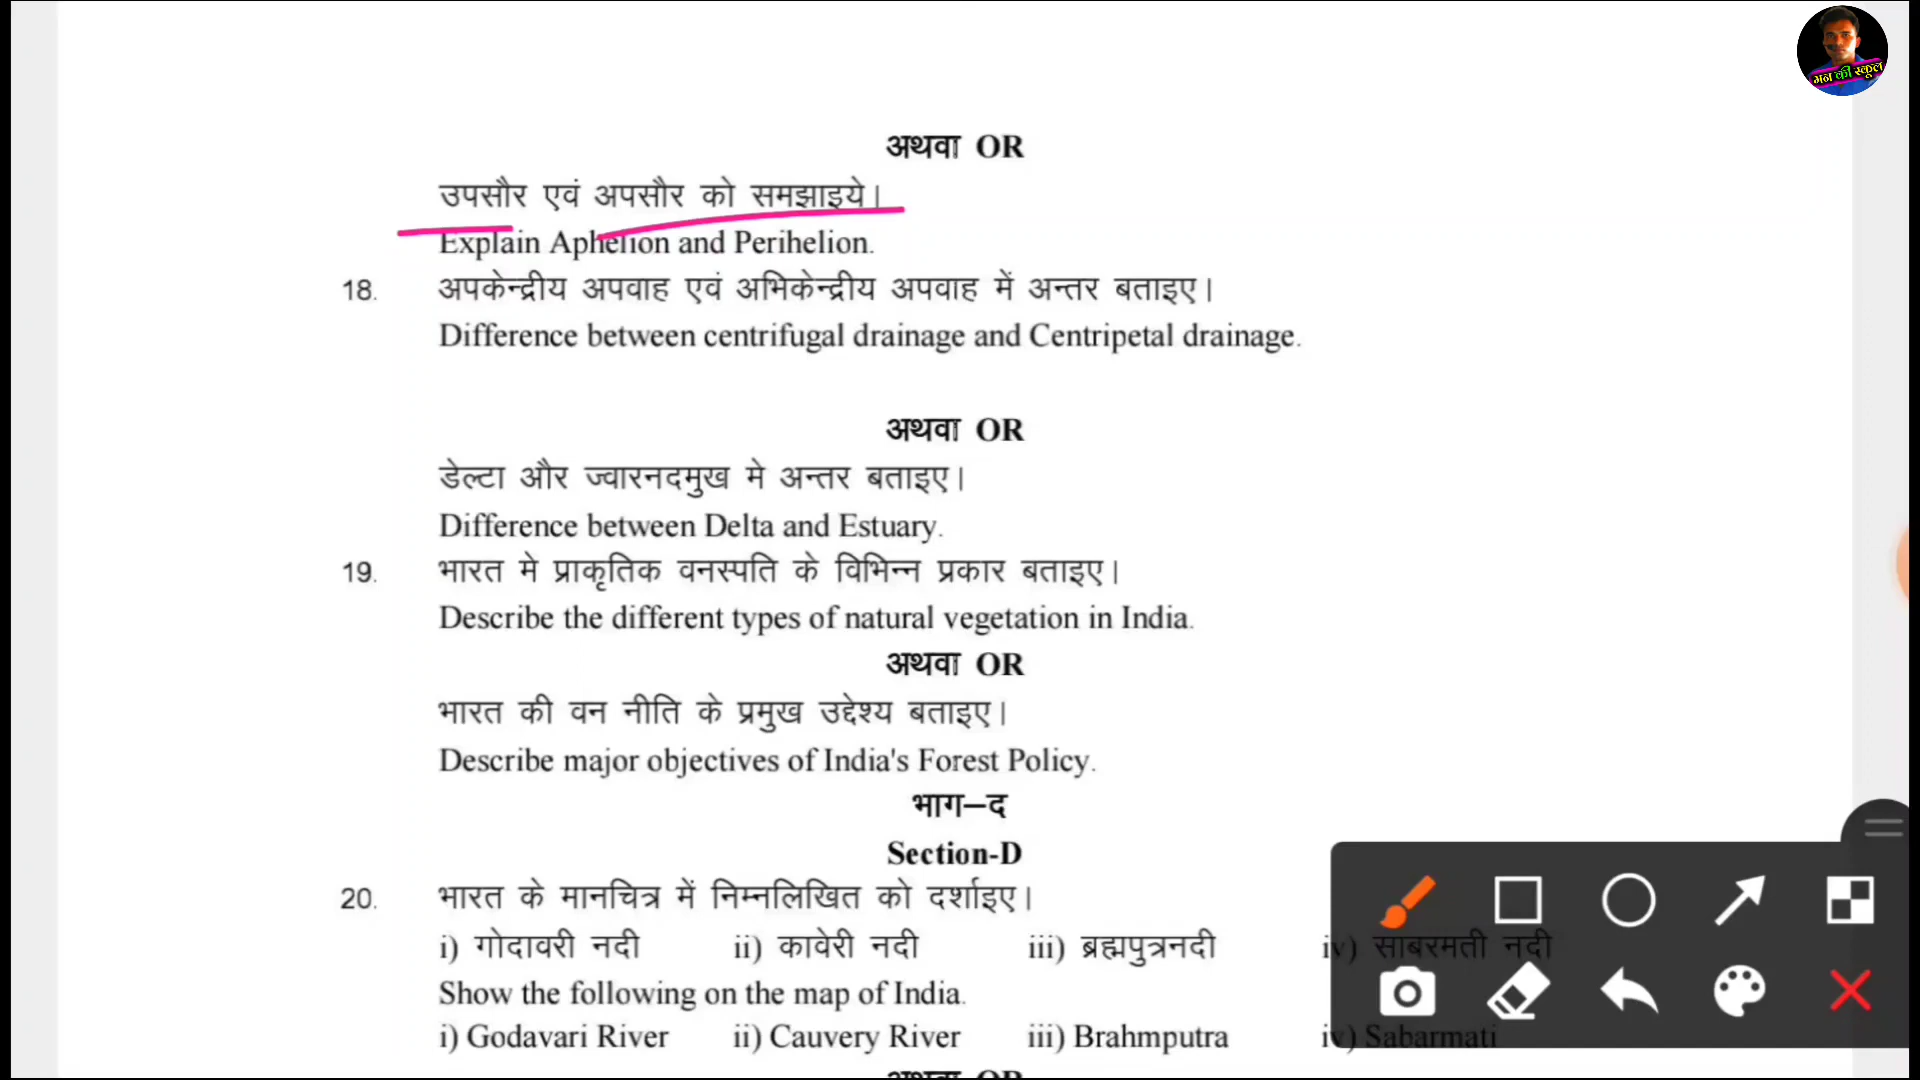 मन की स्कूल
अथवा OR
उपसौर एवं अपसौर को समझाइये।
Explain Aphelion and Perihelion.
18. अपकेन्द्रीय अपवाह एवं अभिकेन्द्रीय अपवाह में अन्तर बताइए।
Difference between centrifugal drainage and Centripetal drainage.
अथवा OR
डेल्टा और ज्वारनदमुख मे अन्तर बताइए।
Difference between Delta and Estuary.
19. भारत मे प्राकृतिक वनस्पति के विभिन्न प्रकार बताइए।
Describe the different types of natural vegetation in India.
अथवा OR
भारत की वन नीति के प्रमुख उद्देश्य बताइए।
Describe major objectives of India's Forest Policy.
भाग–द
Section-D
20. भारत के मानचित्र में निम्नलिखित को दर्शाइए।
i) गोदावरी नदी ii) कावेरी नदी iii) ब्रह्मपुत्रनदी iv) साबरमती नदी
Show the following on the map of India.
i) Godavari River ii) Cauvery River iii) Brahmputra iv) Sabarmati
अथवा OR